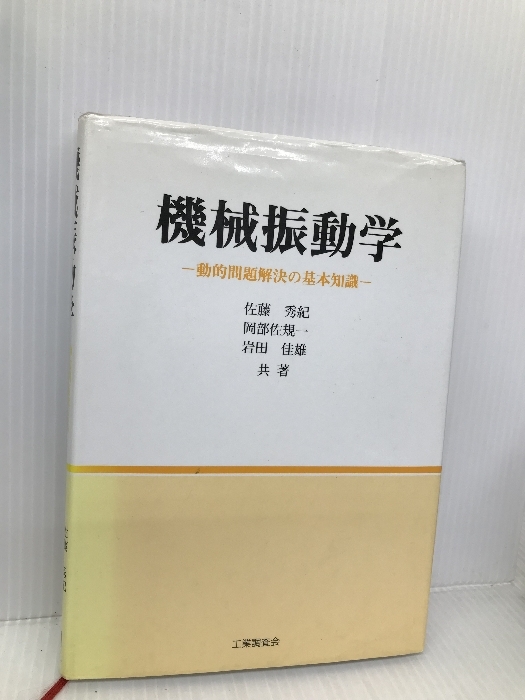 機械振動学
─動的問題解決の基本知識─
佐藤　秀紀
岡部佐規一
岩田　佳雄
共著
工業調査会